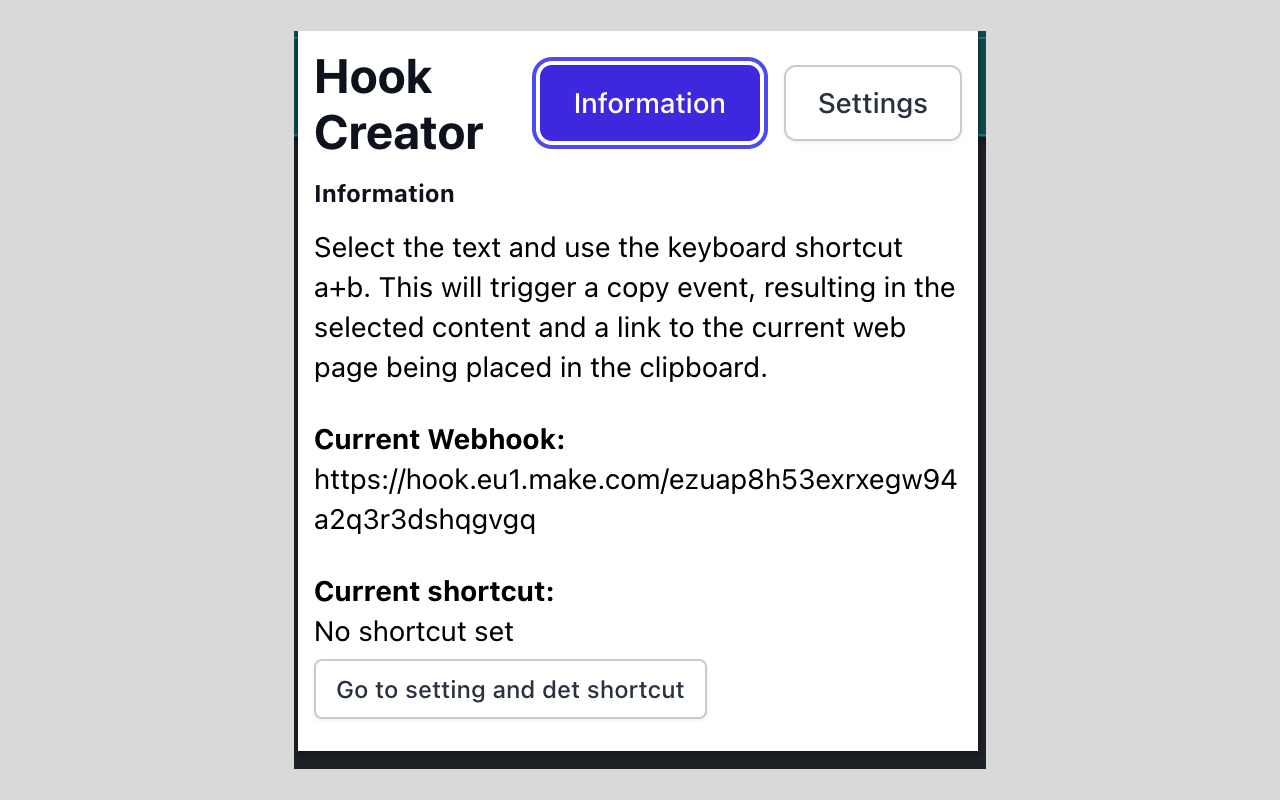 Hook
Creator
Information
Settings
Information
Select the text and use the keyboard shortcut
a+b. This will trigger a copy event, resulting in the
selected content and a link to the current web
page being placed in the clipboard.
Current Webhook:
https://hook.eu1.make.com/ezuap8h53exrxegw94
a2q3r3dshqgvgq
Current shortcut:
No shortcut set
Go to setting and det shortcut